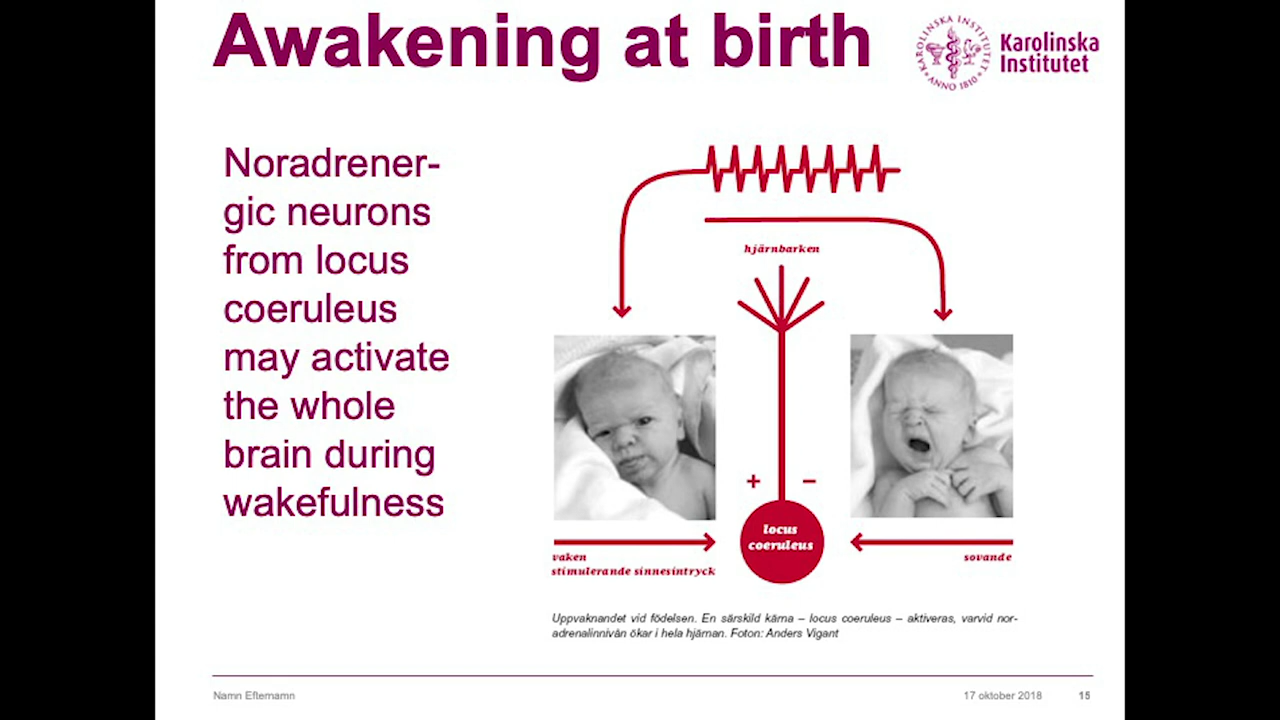 Awakening at birth
KAROLINSKA INSTITUTET
ANNO 1810
Karolinska
Institutet
Noradrener-
gic neurons
from locus
coeruleus
may activate
the whole
brain during
wakefulness
hjärnbarken
+ −
locus
coeruleus
vaken
stimulerande sinnesintryck
sovande
Uppvaknandet vid födelsen. En särskild kärna – locus coeruleus – aktiveras, varvid nor-
adrenalinnivån ökar i hela hjärnan. Foton: Anders Vigant
Namn Efternamn
17 oktober 2018
15